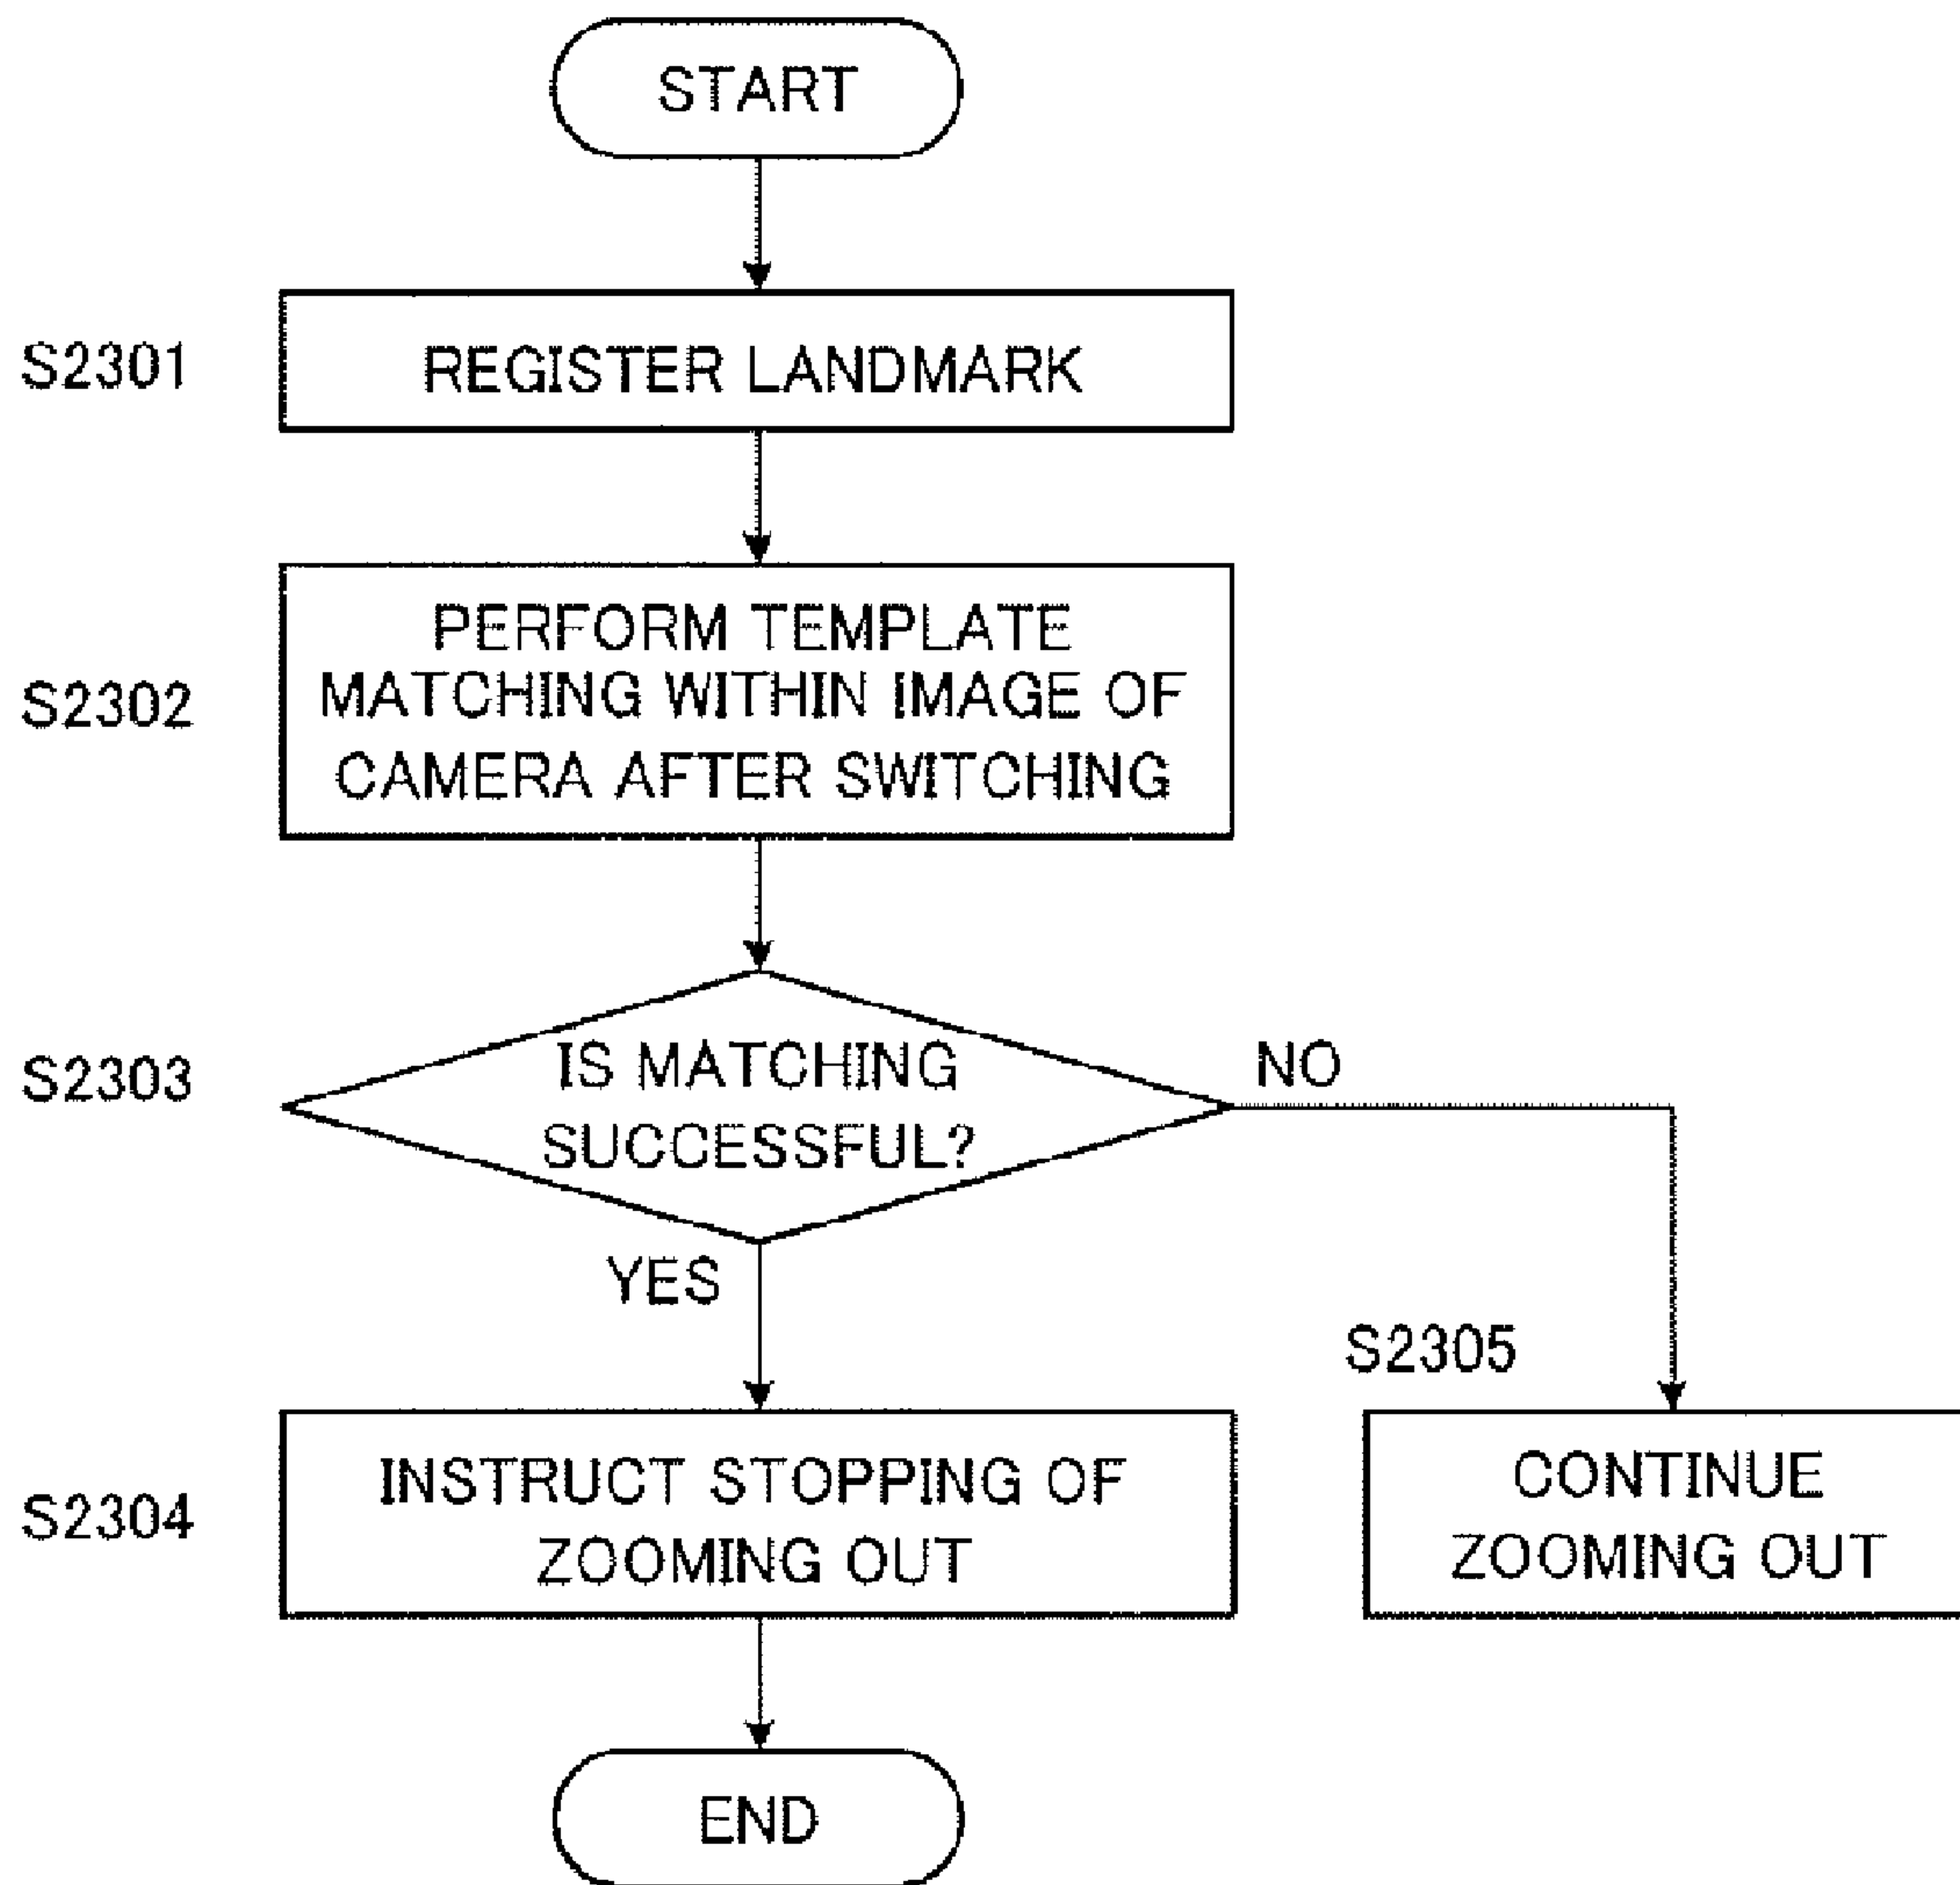 START
S2301
REGISTER LANDMARK
S2302
PERFORM TEMPLATE
MATCHING WITHIN IMAGE OF
CAMERA AFTER SWITCHING
S2303
IS MATCHING
SUCCESSFUL?
NO
YES
S2304
INSTRUCT STOPPING OF
ZOOMING OUT
S2305
CONTINUE
ZOOMING OUT
END